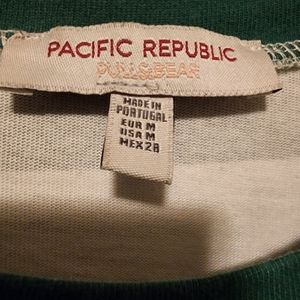 PACIFIC REPUBLIC
PULL&BEAR
MADE IN
PORTUGAL
EUR M
USA M
MEX 28